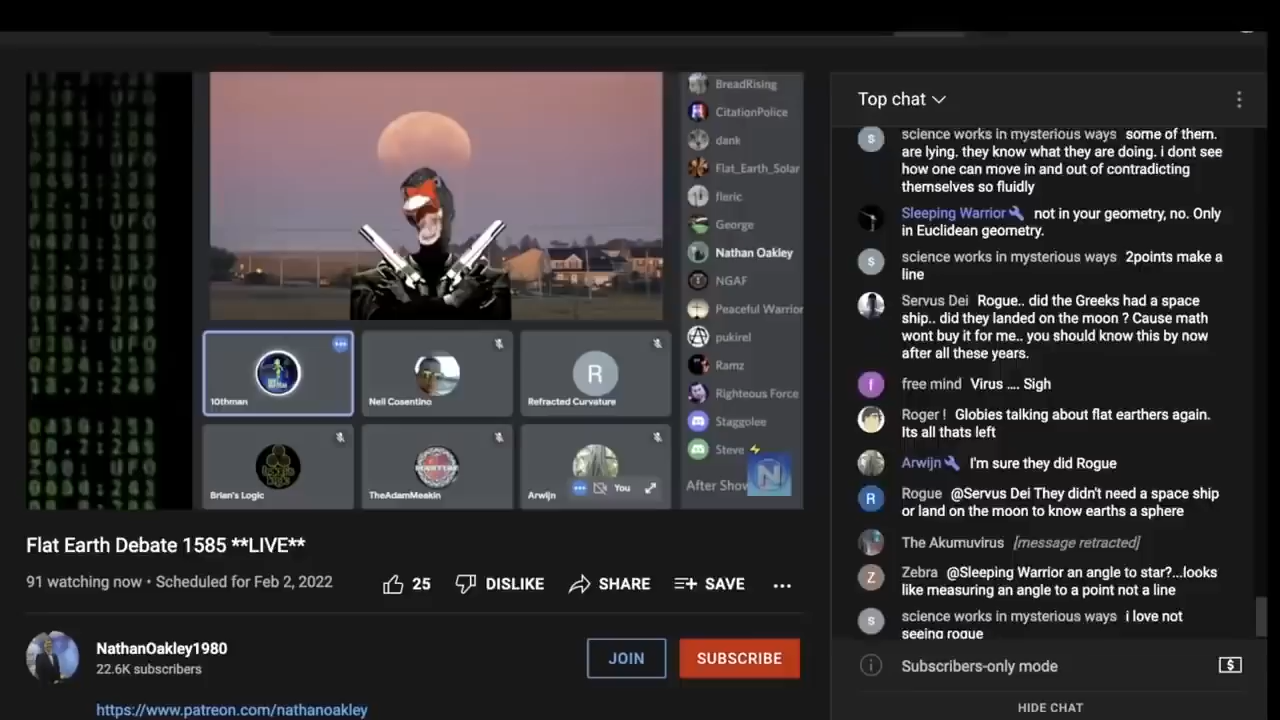 BreadRising
CitationPolice
dank
Flat_Earth_Solar
fleric
George
Nathan Oakley
NGAF
Peaceful Warrior
pukirel
Ramz
Righteous Force
Staggolee
Steve
After Show
N
10thman
Neil Cosentino
R
Refracted Curvature
Brian's Logic
TheAdamMeakin
Arwijn
You
Flat Earth Debate 1585 **LIVE**
91 watching now • Scheduled for Feb 2, 2022
25
DISLIKE
SHARE
SAVE
NathanOakley1980
22.6K subscribers
JOIN
SUBSCRIBE
https://www.patreon.com/nathanoakley
Top chat
s
science works in mysterious ways some of them.
are lying. they know what they are doing. i dont see
how one can move in and out of contradicting
themselves so fluidly
Sleeping Warrior not in your geometry, no. Only
in Euclidean geometry.
s
science works in mysterious ways 2points make a
line
Servus Dei Rogue.. did the Greeks had a space
ship.. did they landed on the moon ? Cause math
wont buy it for me.. you should know this by now
after all these years.
f
free mind Virus .... Sigh
Roger ! Globies talking about flat earthers again.
Its all thats left
Arwijn I'm sure they did Rogue
R
Rogue @Servus Dei They didn't need a space ship
or land on the moon to know earths a sphere
The Akumuvirus [message retracted]
Z
Zebra @Sleeping Warrior an angle to star?...looks
like measuring an angle to a point not a line
s
science works in mysterious ways i love not
seeing rogue
Subscribers-only mode
$
HIDE CHAT